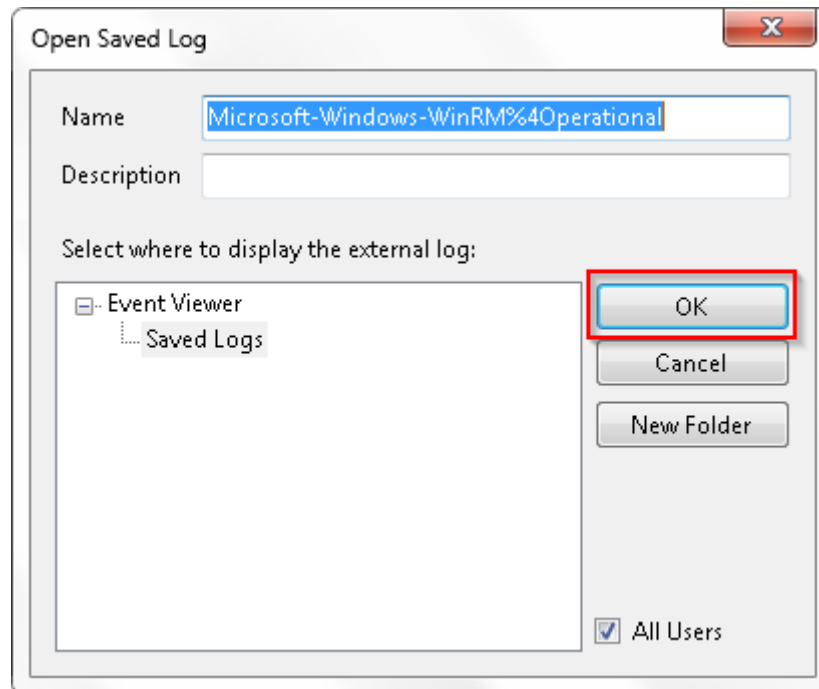 Open Saved Log
Name
Microsoft-Windows-WinRM%4Operational
Description
Select where to display the external log:
Event Viewer
Saved Logs
OK
Cancel
New Folder
All Users